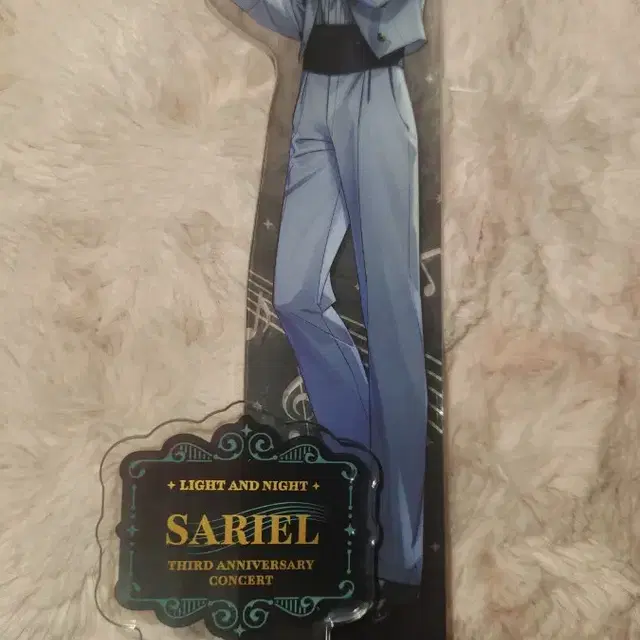 LIGHT AND NIGHT
SARIEL
THIRD ANNIVERSARY
CONCERT